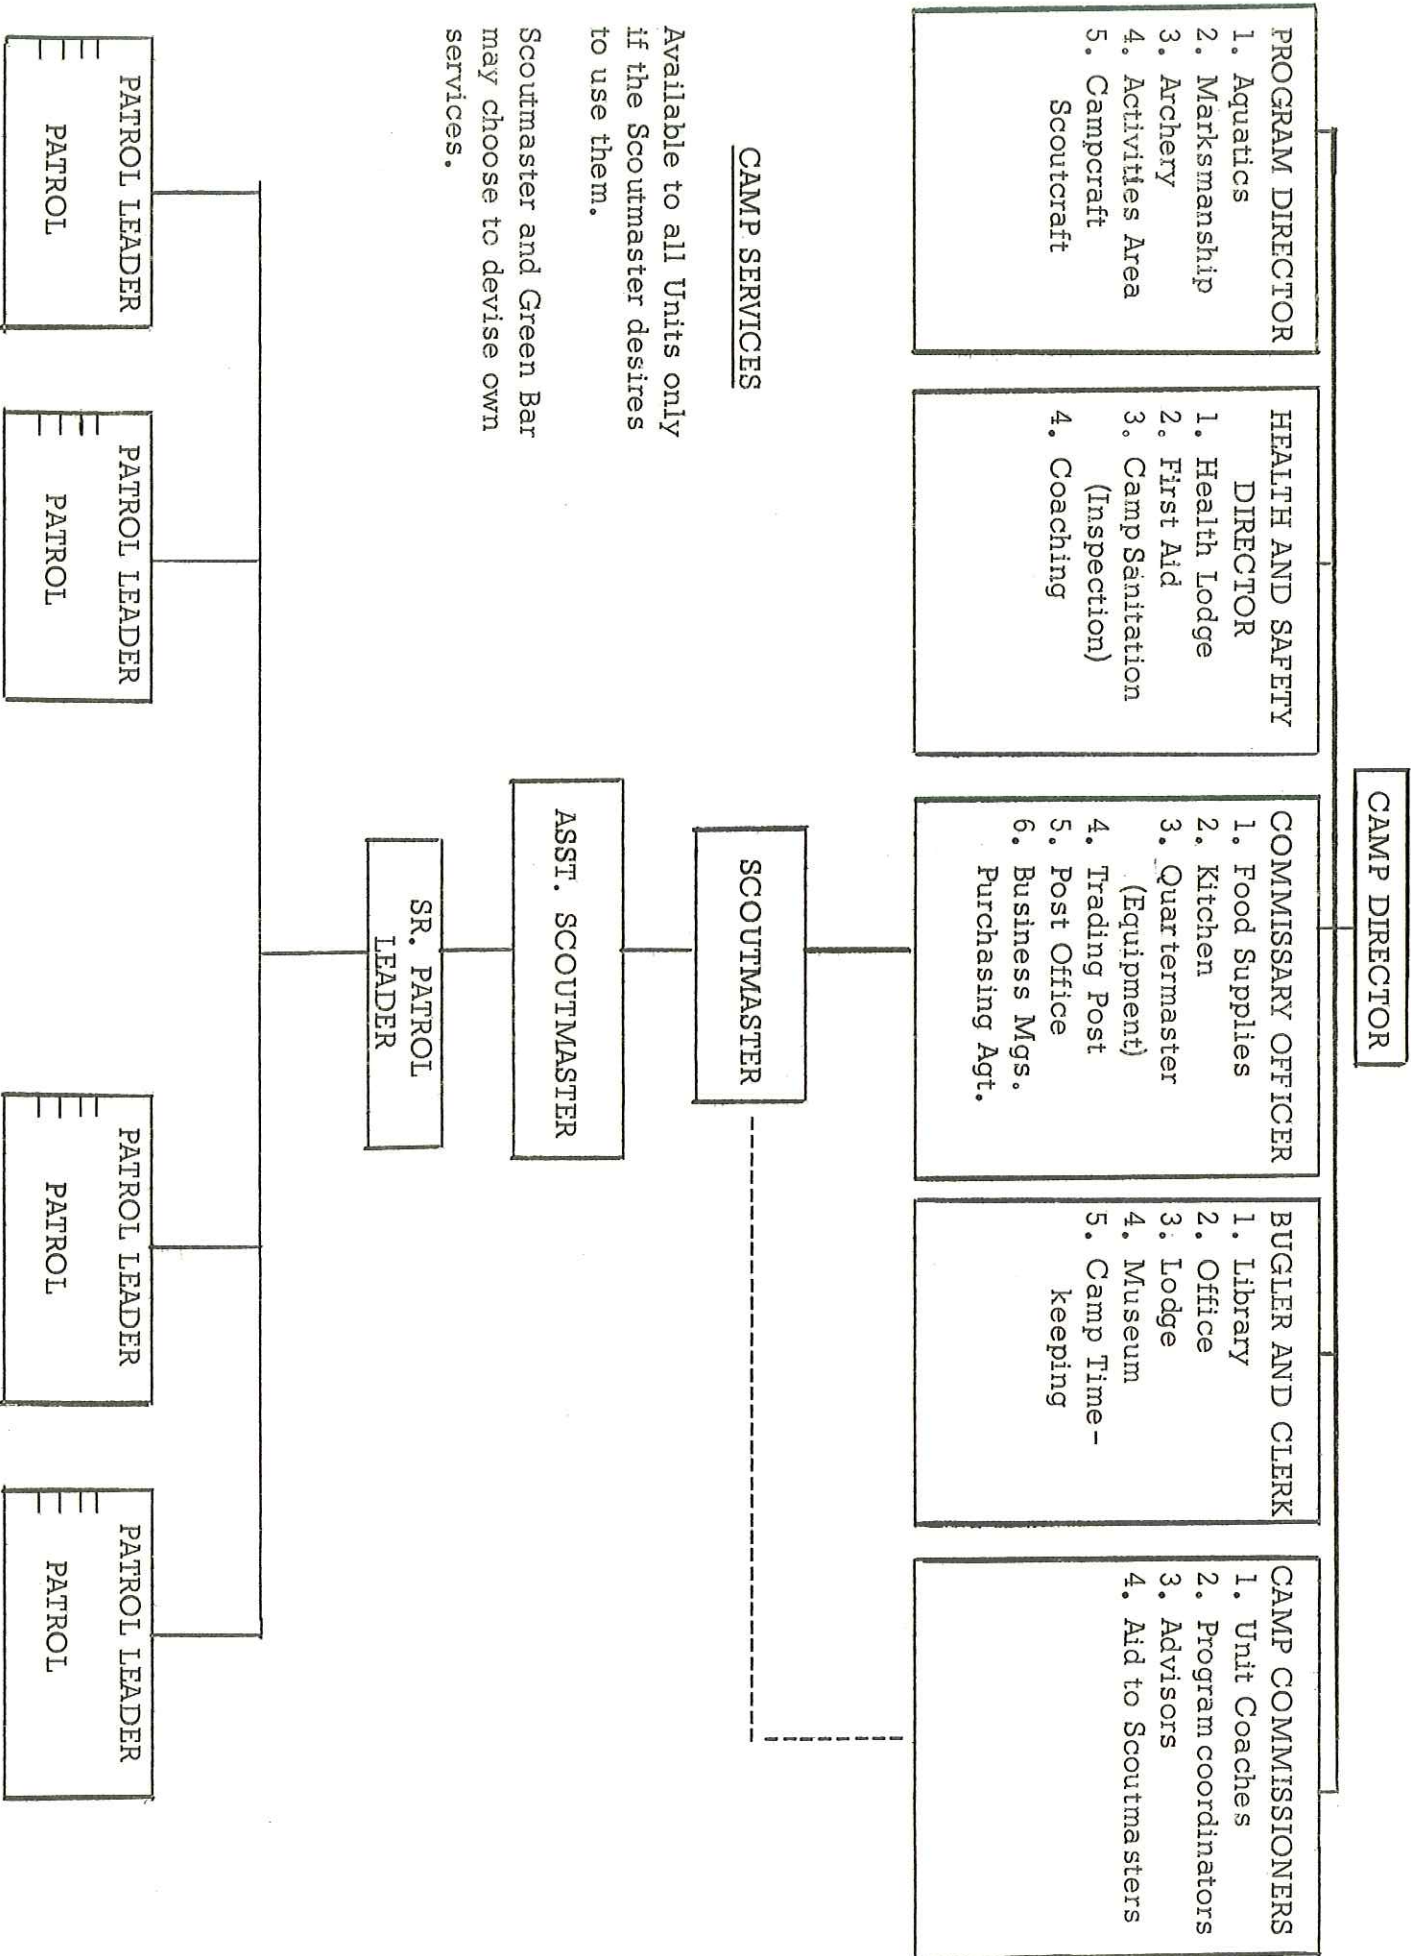 CAMP DIRECTOR
PROGRAM DIRECTOR
1. Aquatics
2. Marksmanship
3. Archery
4. Activities Area
5. Campcraft
Scoutcraft
HEALTH AND SAFETY
DIRECTOR
1. Health Lodge
2. First Aid
3. Camp Sanitation
(Inspection)
4. Coaching
COMMISSARY OFFICER
1. Food Supplies
2. Kitchen
3. Quartermaster
(Equipment)
4. Trading Post
5. Post Office
6. Business Mgs.
Purchasing Agt.
BUGLER AND CLERK
1. Library
2. Office
3. Lodge
4. Museum
5. Camp Time-
keeping
CAMP COMMISSIONERS
1. Unit Coaches
2. Program coordinators
3. Advisors
4. Aid to Scoutmasters
CAMP SERVICES
Available to all Units only
if the Scoutmaster desires
to use them.
Scoutmaster and Green Bar
may choose to devise own
services.
SCOUTMASTER
ASST. SCOUTMASTER
SR. PATROL
LEADER
PATROL LEADER
PATROL
PATROL LEADER
PATROL
PATROL LEADER
PATROL
PATROL LEADER
PATROL